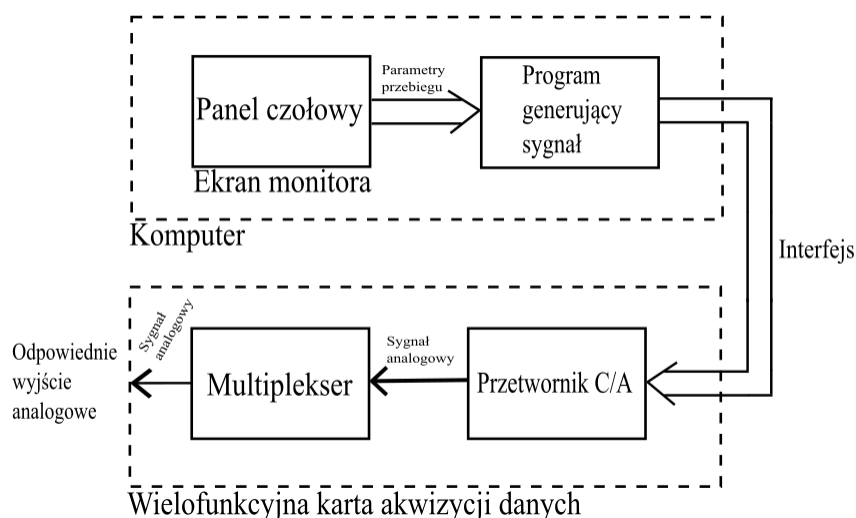 Panel czołowy
Ekran monitora
Parametry
przebiegu
Program
generujący
sygnał
Komputer
Interfejs
Odpowiednie
wyjście
analogowe
Sygnał
analogowy
Multiplekser
Sygnał
analogowy
Przetwornik C/A
Wielofunkcyjna karta akwizycji danych